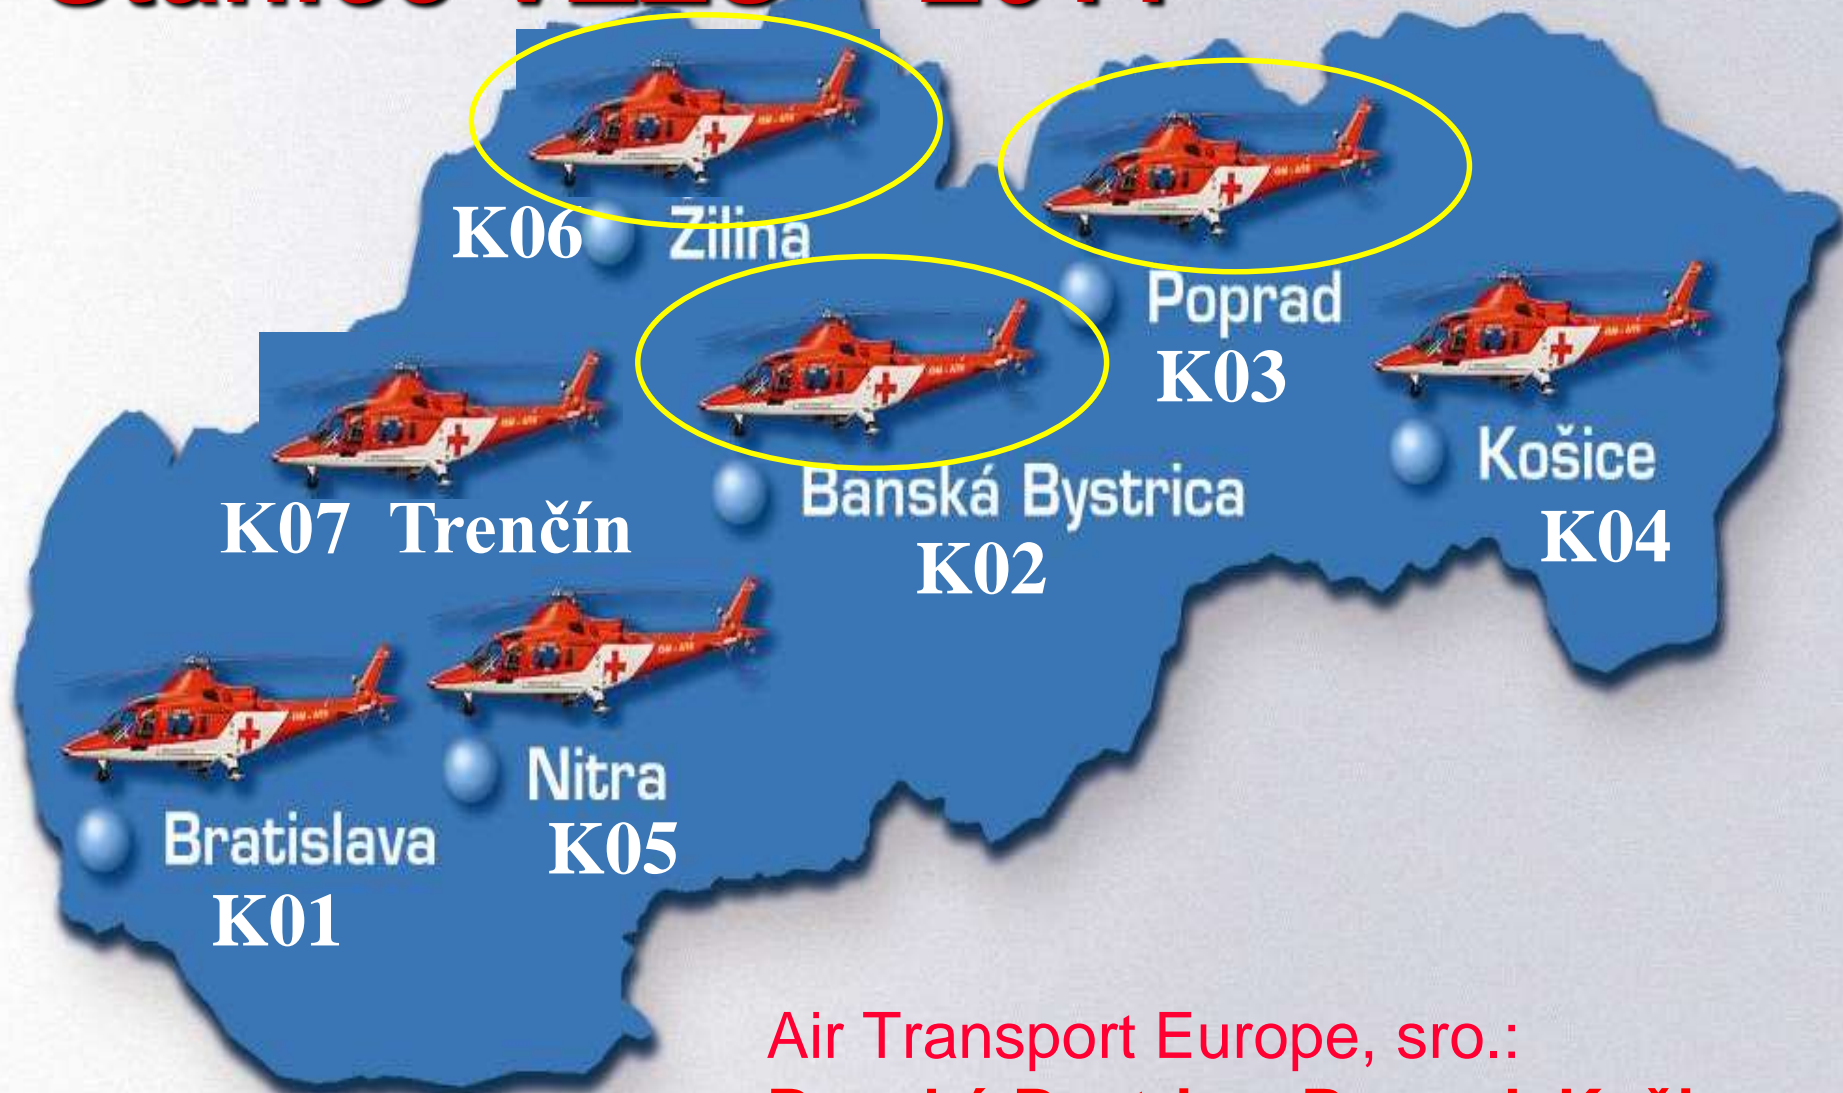 K06 Žilina
Poprad
K03
Košice
K04
Banská Bystrica
K02
K07 Trenčín
Nitra
K05
Bratislava
K01
Air Transport Europe, sro.: